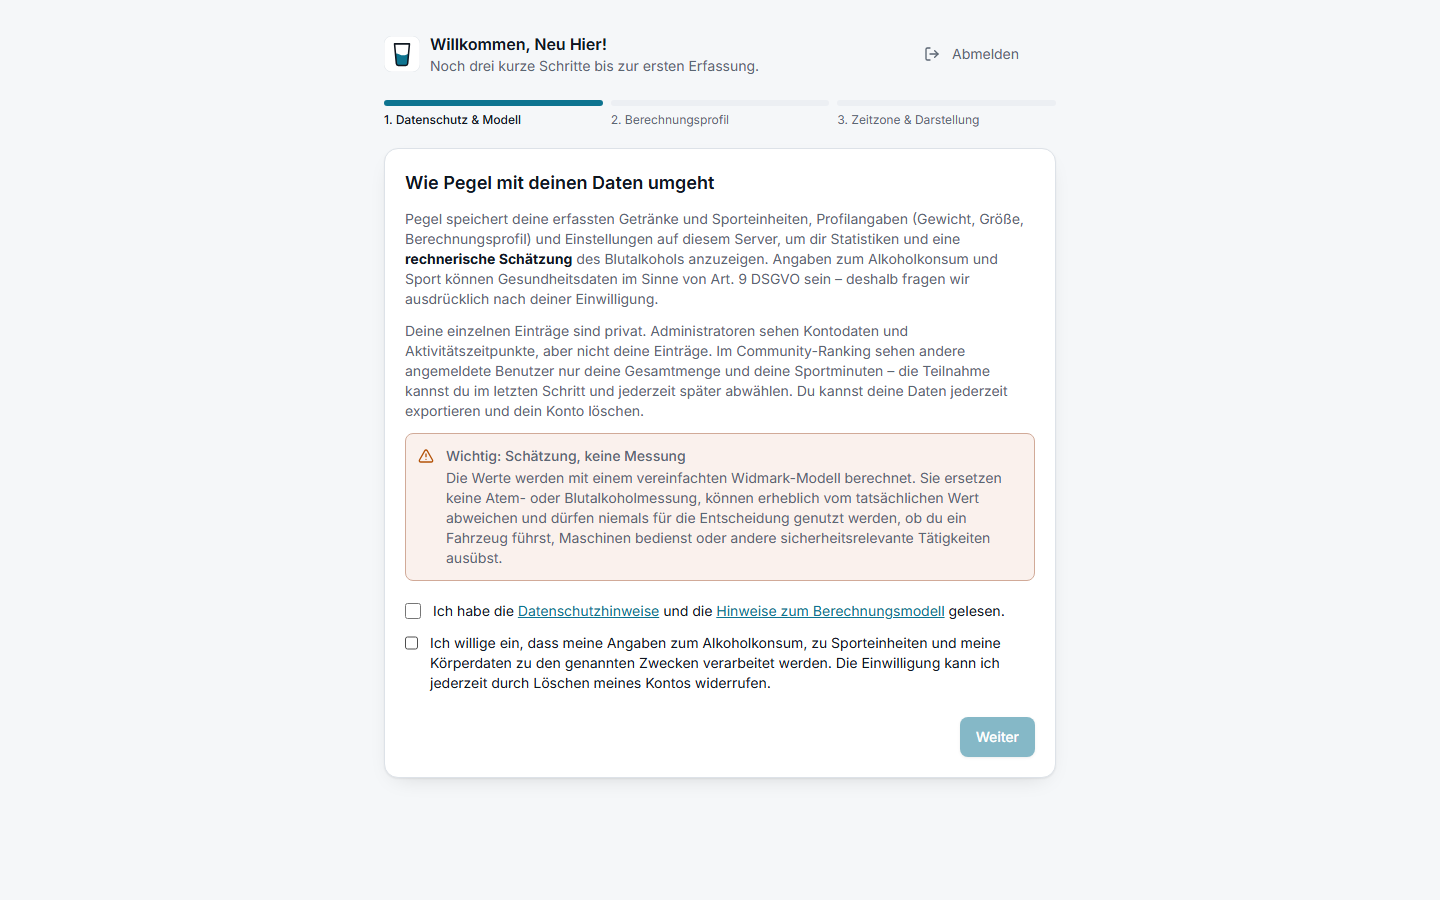 Willkommen, Neu Hier!
Noch drei kurze Schritte bis zur ersten Erfassung.
Abmelden
1. Datenschutz & Modell
2. Berechnungsprofil
3. Zeitzone & Darstellung
Wie Pegel mit deinen Daten umgeht
Pegel speichert deine erfassten Getränke und Sporteinheiten, Profilangaben (Gewicht, Größe,
Berechnungsprofil) und Einstellungen auf diesem Server, um dir Statistiken und eine
rechnerische Schätzung des Blutalkohols anzuzeigen. Angaben zum Alkoholkonsum und
Sport können Gesundheitsdaten im Sinne von Art. 9 DSGVO sein – deshalb fragen wir
ausdrücklich nach deiner Einwilligung.
Deine einzelnen Einträge sind privat. Administratoren sehen Kontodaten und
Aktivitätszeitpunkte, aber nicht deine Einträge. Im Community-Ranking sehen andere
angemeldete Benutzer nur deine Gesamtmenge und deine Sportminuten – die Teilnahme
kannst du im letzten Schritt und jederzeit später abwählen. Du kannst deine Daten jederzeit
exportieren und dein Konto löschen.
Wichtig: Schätzung, keine Messung
Die Werte werden mit einem vereinfachten Widmark-Modell berechnet. Sie ersetzen
keine Atem- oder Blutalkoholmessung, können erheblich vom tatsächlichen Wert
abweichen und dürfen niemals für die Entscheidung genutzt werden, ob du ein
Fahrzeug führst, Maschinen bedienst oder andere sicherheitsrelevante Tätigkeiten
ausübst.
Ich habe die Datenschutzhinweise und die Hinweise zum Berechnungsmodell gelesen.
Ich willige ein, dass meine Angaben zum Alkoholkonsum, zu Sporteinheiten und meine
Körperdaten zu den genannten Zwecken verarbeitet werden. Die Einwilligung kann ich
jederzeit durch Löschen meines Kontos widerrufen.
Weiter